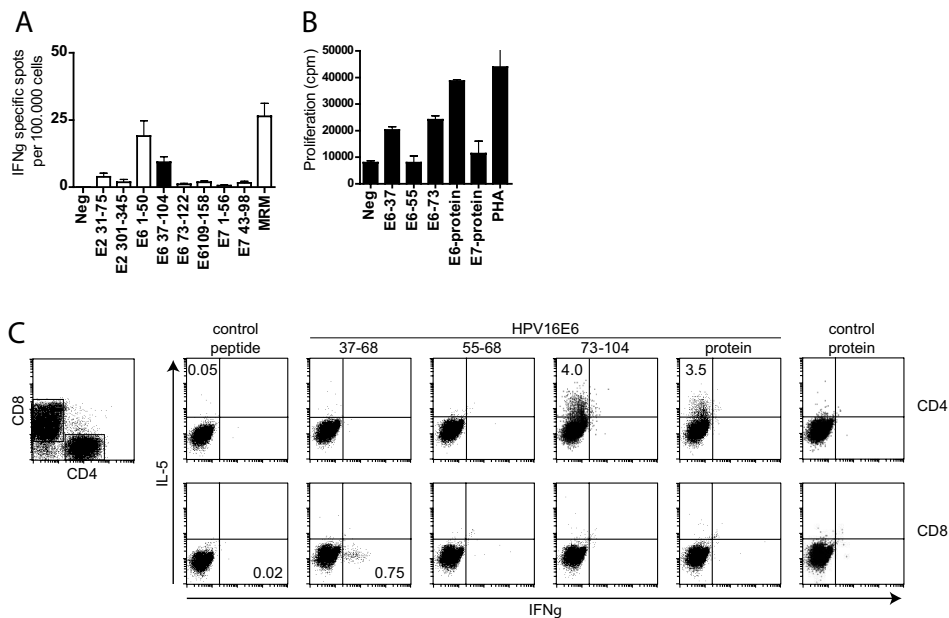 A
IFNg specific spots
per 100.000 cells
50
25
0
Neg
E2 31-75
E2 301-345
E6 1-50
E6 37-104
E6 73-122
E6109-158
E7 1-56
E7 43-98
MRM
B
Proliferation (cpm)
50000
40000
30000
20000
10000
0
Neg
E6-37
E6-55
E6-73
E6-protein
E7-protein
PHA
C
CD8
CD4
control
peptide
HPV16E6
37-68
55-68
73-104
protein
control
protein
0.05
4.0
3.5
CD4
IL-5
0.02
0.75
CD8
IFNg